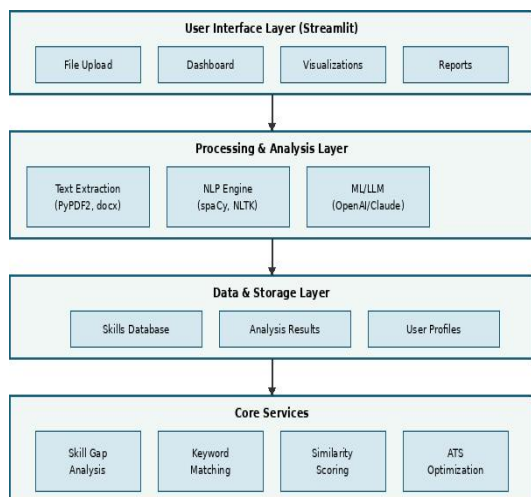 User Interface Layer (Streamlit)
File Upload
Dashboard
Visualizations
Reports
Processing & Analysis Layer
Text Extraction
(PyPDF2, docx)
NLP Engine
(spaCy, NLTK)
ML/LLM
(OpenAI/Claude)
Data & Storage Layer
Skills Database
Analysis Results
User Profiles
Core Services
Skill Gap
Analysis
Keyword
Matching
Similarity
Scoring
ATS
Optimization